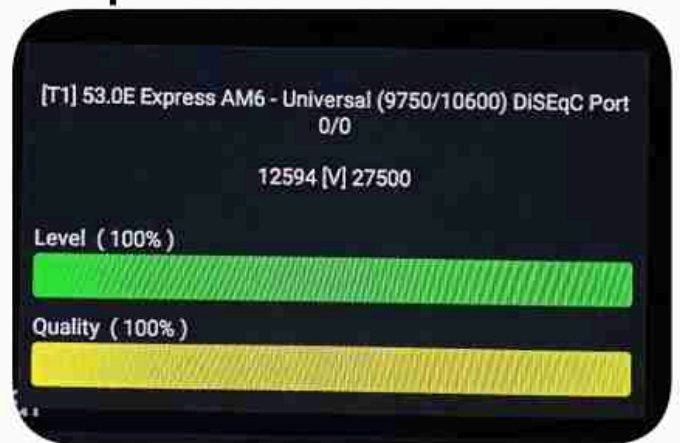 [T1] 53.0E Express AM6 - Universal (9750/10600) DiSEqC Port
0/0
12594 [V] 27500
Level ( 100% )
Quality ( 100% )